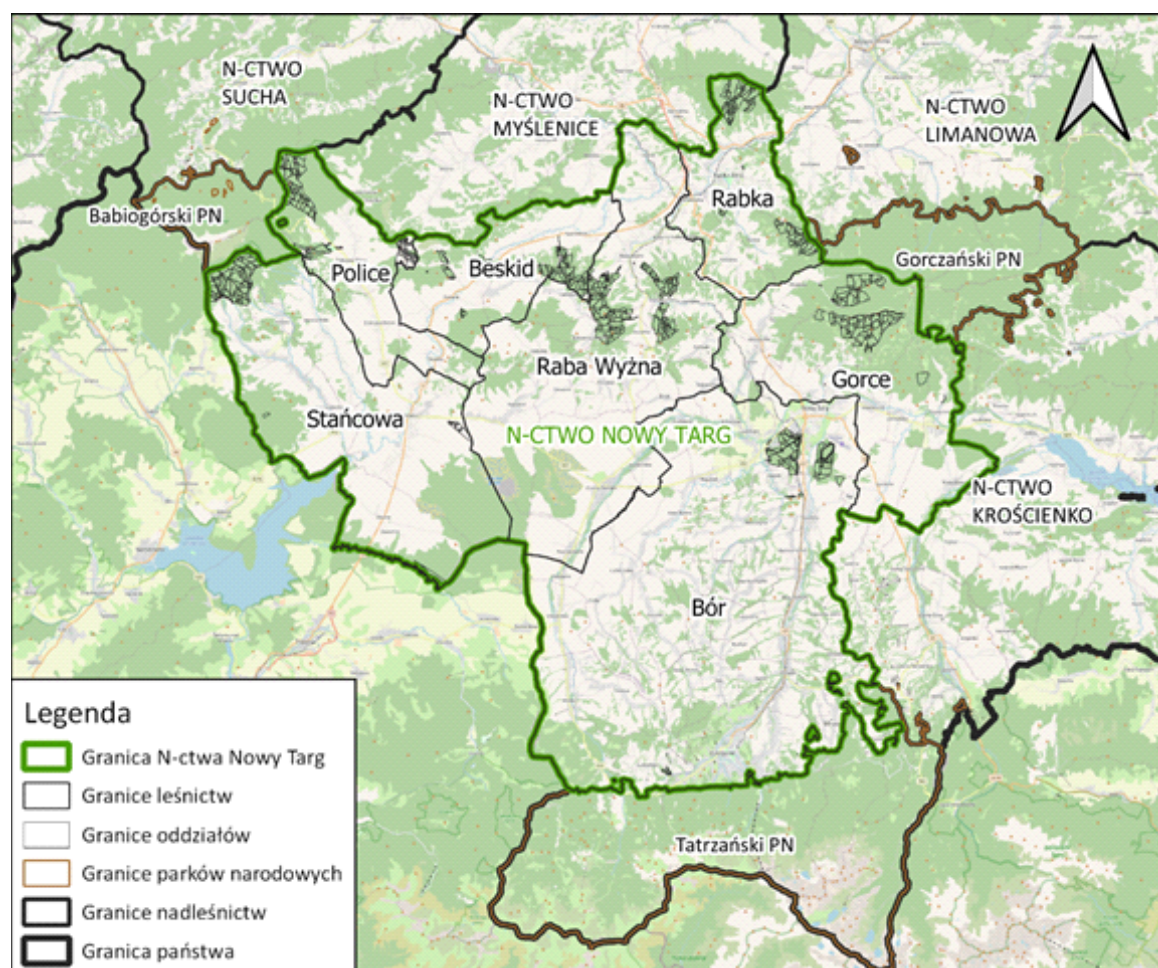 N-CTWO
SUCHA
N-CTWO
MYŚLENICE
N-CTWO
LIMANOWA
Babiogórski PN
Rabka
Gorczański PN
Police
Beskid
Raba Wyżna
Gorce
Stańcowa
N-CTWO NOWY TARG
N-CTWO
KROŚCIENKO
Bór
Tatrzański PN
Legenda
Granica N-ctwa Nowy Targ
Granice leśnictw
Granice oddziałów
Granice parków narodowych
Granice nadleśnictw
Granica państwa